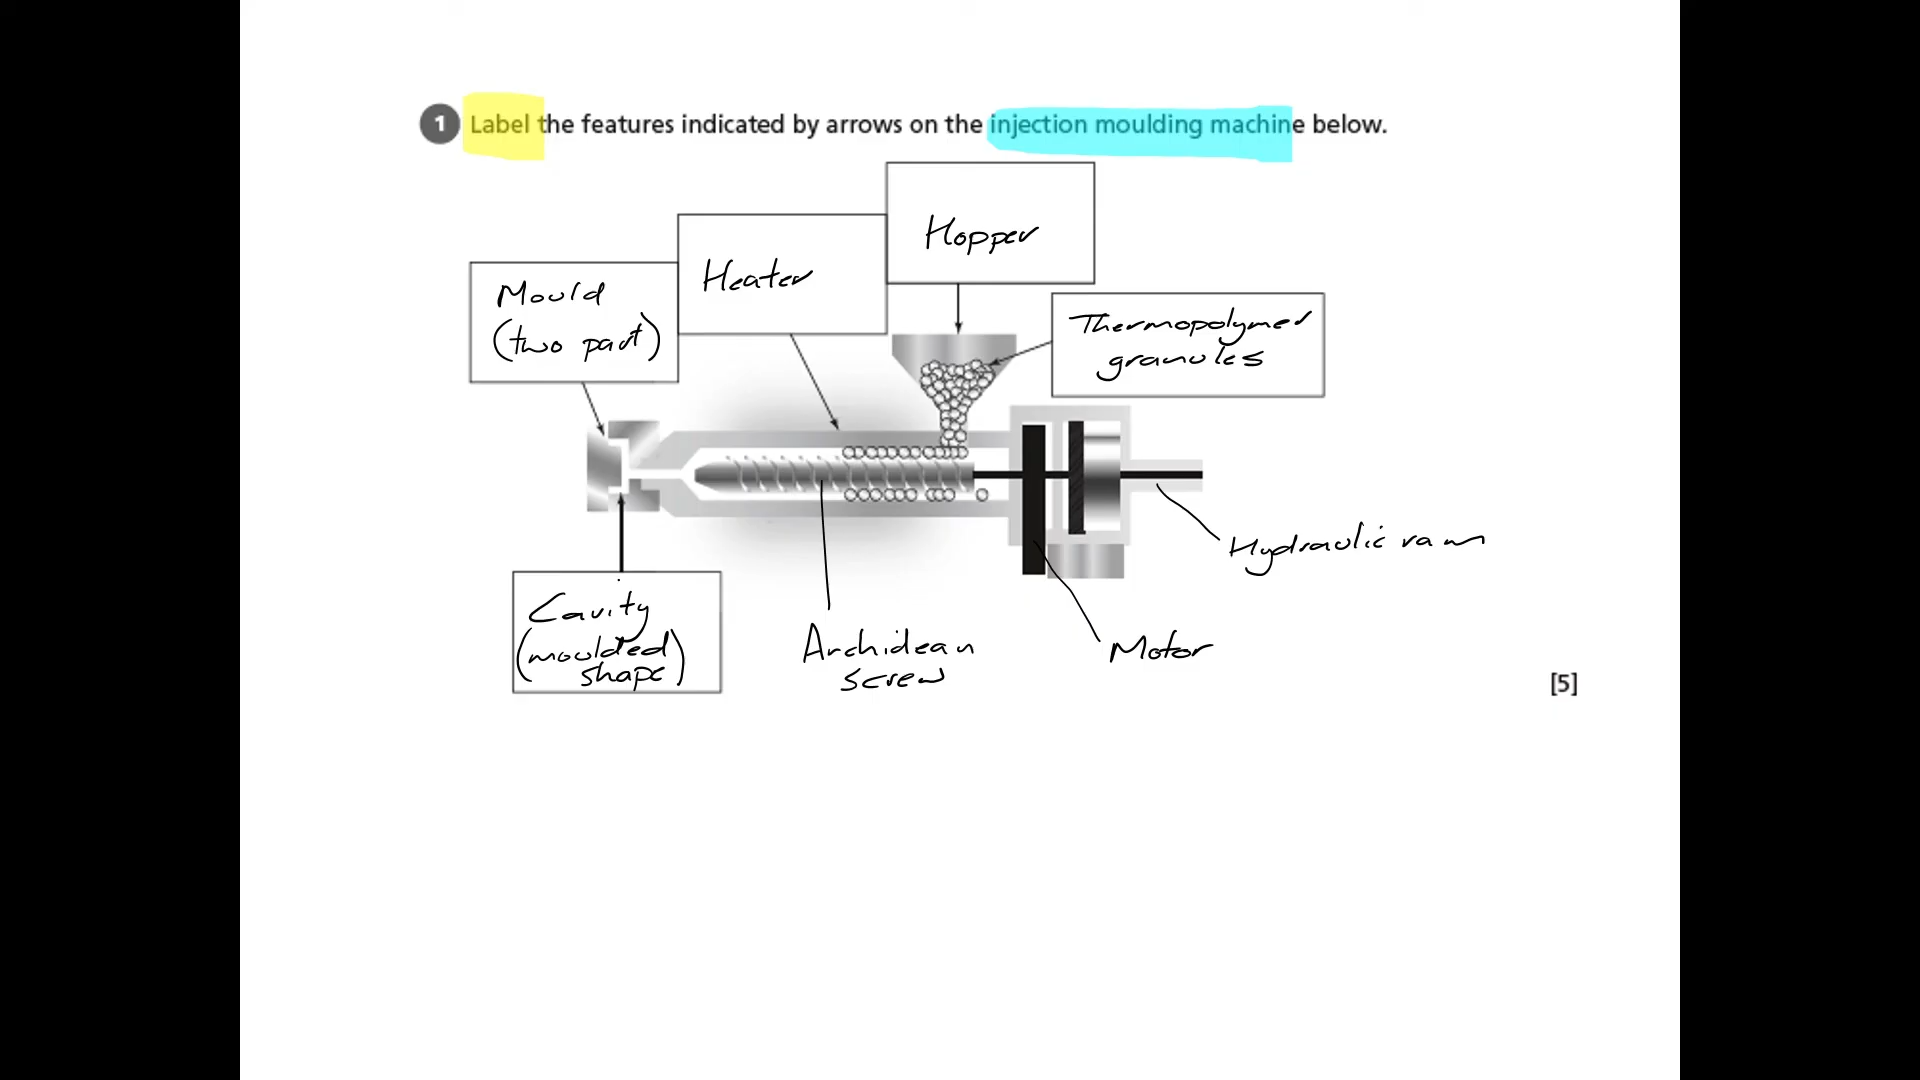 1 Label the features indicated by arrows on the injection moulding machine below.
Hopper
Heater
Mould
(two part)
Thermopolymer
granules
Hydraulic ram
Cavity
(moulded
shape)
Archidean
screw
Motor
[5]